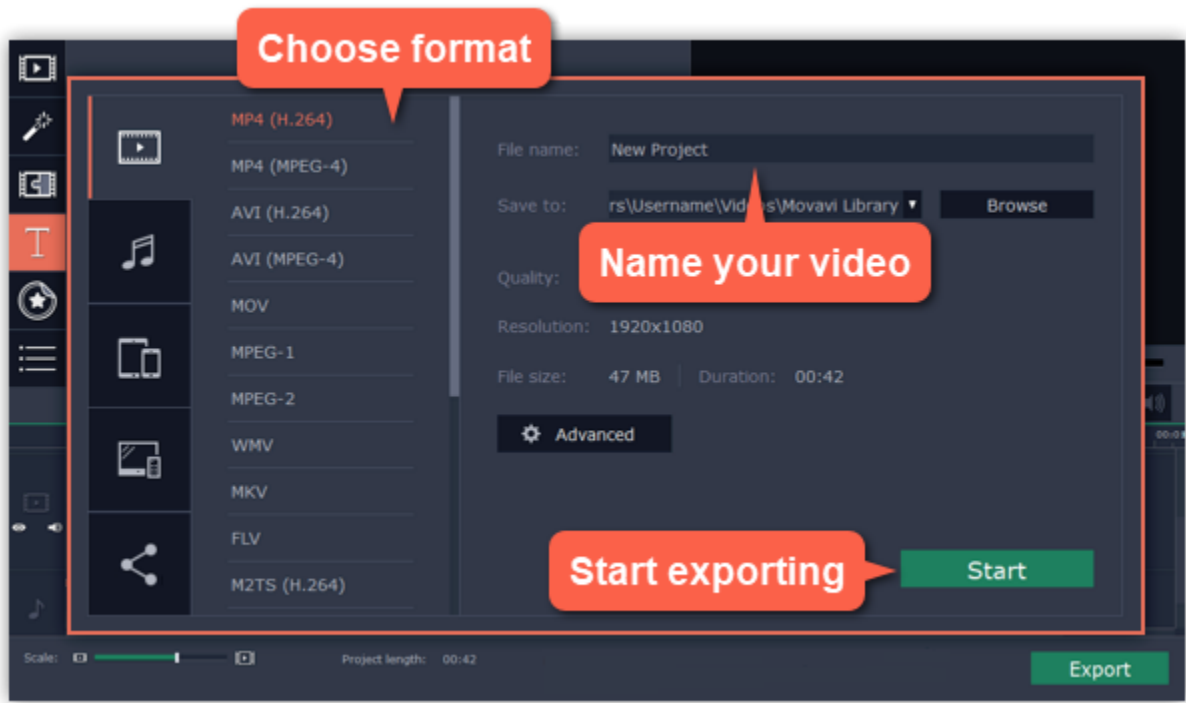 Choose format
MP4 (H.264)
MP4 (MPEG-4)
AVI (H.264)
AVI (MPEG-4)
MOV
MPEG-1
MPEG-2
WMV
MKV
FLV
M2TS (H.264)
File name: New Project
Save to: rs\Username\Videos\Movavi Library Browse
Name your video
Quality:
Resolution: 1920x1080
File size: 47 MB Duration: 00:42
Advanced
Start exporting
Start
Scale: Project length: 00:42
Export